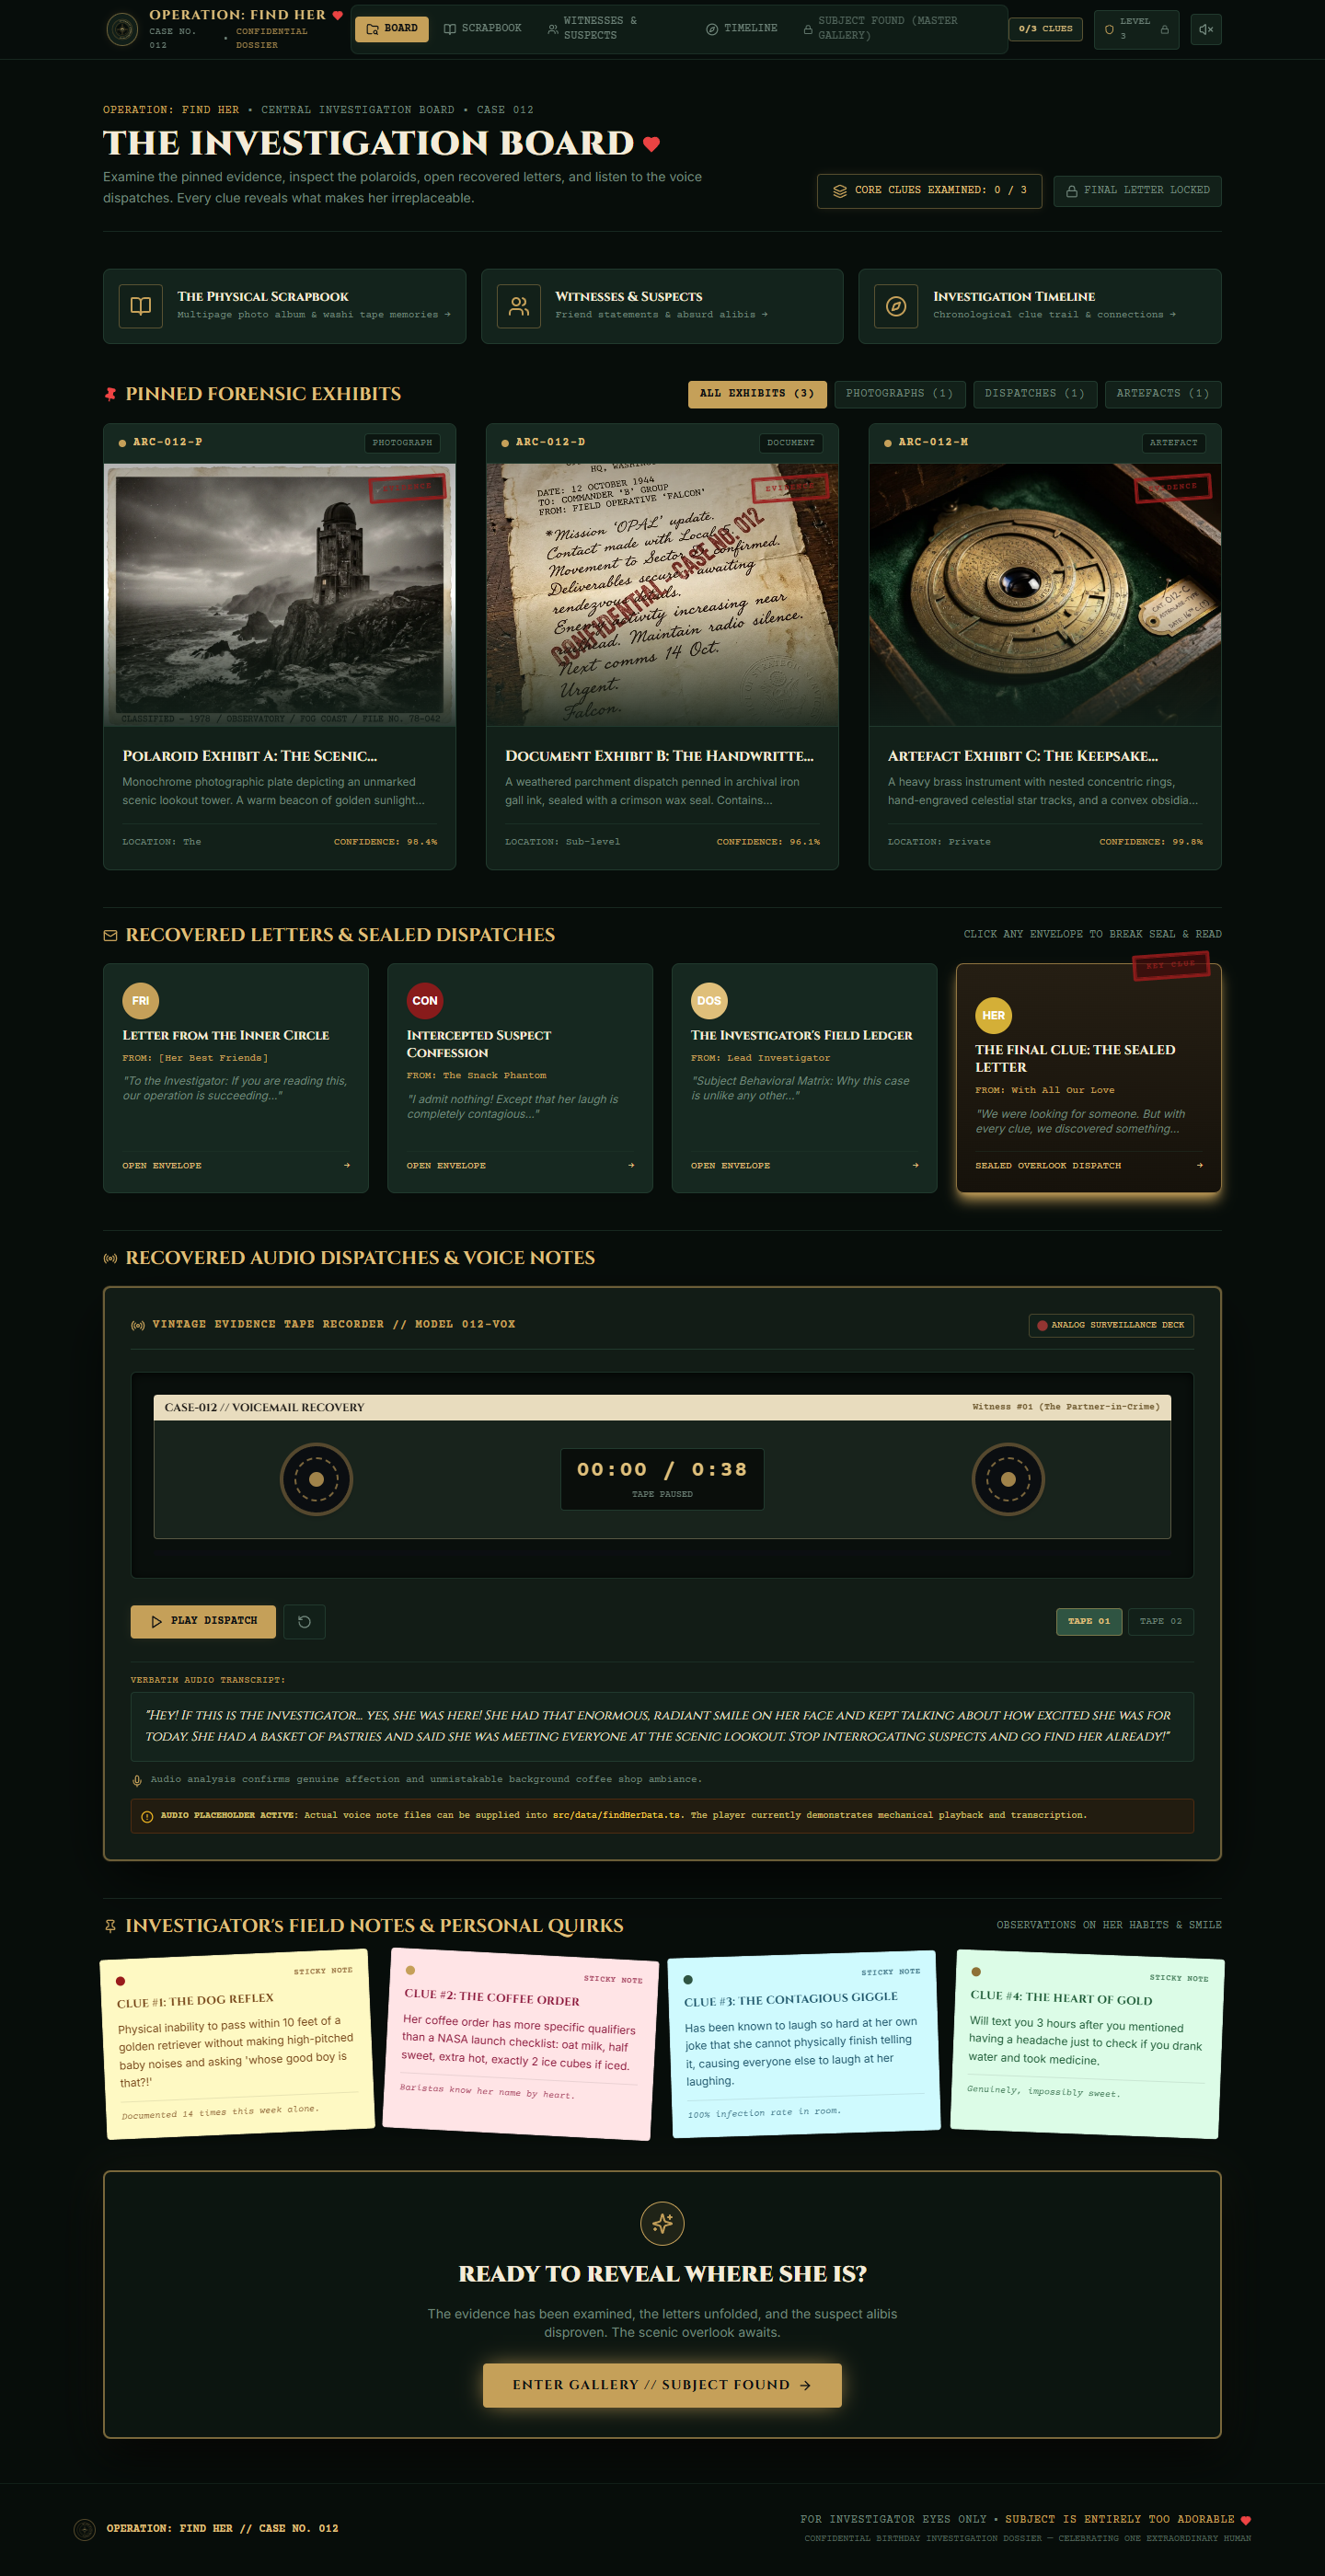 OPERATION: FIND HER
CASE NO. 012 • CONFIDENTIAL DOSSIER
BOARD
SCRAPBOOK
WITNESSES & SUSPECTS
TIMELINE
SUBJECT FOUND (MASTER GALLERY)
0/3 CLUES
LEVEL 3
OPERATION: FIND HER • CENTRAL INVESTIGATION BOARD • CASE 012
THE INVESTIGATION BOARD
Examine the pinned evidence, inspect the polaroids, open recovered letters, and listen to the voice
dispatches. Every clue reveals what makes her irreplaceable.
CORE CLUES EXAMINED: 0 / 3
FINAL LETTER LOCKED
The Physical Scrapbook
Multipage photo album & washi tape memories →
Witnesses & Suspects
Friend statements & absurd alibis →
Investigation Timeline
Chronological clue trail & connections →
PINNED FORENSIC EXHIBITS
ALL EXHIBITS (3)
PHOTOGRAPHS (1)
DISPATCHES (1)
ARTEFACTS (1)
ARC-012-P
PHOTOGRAPH
CLASSIFIED - 1978 / OBSERVATORY / FOG COAST / FILE NO. 78-042
Polaroid Exhibit A: The Scenic...
Monochrome photographic plate depicting an unmarked
scenic lookout tower. A warm beacon of golden sunlight...
LOCATION: The
CONFIDENCE: 98.4%
ARC-012-D
DOCUMENT
HQ, WASHIN
DATE: 12 OCTOBER 1944
TO: COMMANDER 'B' GROUP
FROM: FIELD OPERATIVE 'FALCON'
*Mission 'OPAL' update.
Contact made with Local
Movement to Sector confirmed.
Deliverables secure, awaiting
rendezvous details.
Enemy activity increasing near
Maintain radio silence.
Next comms 14 Oct.
Urgent.
Falcon.
CONFIDENTIAL - CASE NO. 012
Document Exhibit B: The Handwritte...
A weathered parchment dispatch penned in archival iron
gall ink, sealed with a crimson wax seal. Contains...
LOCATION: Sub-level
CONFIDENCE: 96.1%
ARC-012-M
ARTEFACT
EVIDENCE
CAT 012-C
Artefact Exhibit C: The Keepsake...
A heavy brass instrument with nested concentric rings,
hand-engraved celestial star tracks, and a convex obsidia...
LOCATION: Private
CONFIDENCE: 99.8%
RECOVERED LETTERS & SEALED DISPATCHES
CLICK ANY ENVELOPE TO BREAK SEAL & READ
FRI
Letter from the Inner Circle
FROM: [Her Best Friends]
"To the Investigator: If you are reading this,
our operation is succeeding..."
OPEN ENVELOPE →
CON
Intercepted Suspect
Confession
FROM: The Snack Phantom
"I admit nothing! Except that her laugh is
completely contagious..."
OPEN ENVELOPE →
DOS
The Investigator's Field Ledger
FROM: Lead Investigator
"Subject Behavioral Matrix: Why this case
is unlike any other..."
OPEN ENVELOPE →
KEY CLUE
HER
THE FINAL CLUE: THE SEALED
LETTER
FROM: With All Our Love
"We were looking for someone. But with
every clue, we discovered something...
SEALED OVERLOOK DISPATCH →
RECOVERED AUDIO DISPATCHES & VOICE NOTES
VINTAGE EVIDENCE TAPE RECORDER // MODEL 012-VOX
ANALOG SURVEILLANCE DECK
CASE-012 // VOICEMAIL RECOVERY
Witness #01 (The Partner-in-Crime)
00:00 / 0:38
TAPE PAUSED
PLAY DISPATCH
TAPE 01
TAPE 02
VERBATIM AUDIO TRANSCRIPT:
"Hey! If this is the investigator... yes, she was here! She had that enormous, radiant smile on her face and kept talking about how excited she was for
today. She had a basket of pastries and said she was meeting everyone at the scenic lookout. Stop interrogating suspects and go find her already!"
Audio analysis confirms genuine affection and unmistakable background coffee shop ambiance.
AUDIO PLACEHOLDER ACTIVE: Actual voice note files can be supplied into src/data/findHerData.ts. The player currently demonstrates mechanical playback and transcription.
INVESTIGATOR's FIELD NOTES & PERSONAL QUIRKS
OBSERVATIONS ON HER HABITS & SMILE
STICKY NOTE
CLUE #1: THE DOG REFLEX
Physical inability to pass within 10 feet of a
golden retriever without making high-pitched
baby noises and asking 'whose good boy is
that?!'
Documented 14 times this week alone.
STICKY NOTE
CLUE #2: THE COFFEE ORDER
Her coffee order has more specific qualifiers
than a NASA launch checklist: oat milk, half
sweet, extra hot, exactly 2 ice cubes if iced.
Baristas know her name by heart.
STICKY NOTE
CLUE #3: THE CONTAGIOUS GIGGLE
Has been known to laugh so hard at her own
joke that she cannot physically finish telling
it, causing everyone else to laugh at her
laughing.
100% infection rate in room.
STICKY NOTE
CLUE #4: THE HEART OF GOLD
Will text you 3 hours after you mentioned
having a headache just to check if you drank
water and took medicine.
Genuinely, impossibly sweet.
READY TO REVEAL WHERE SHE IS?
The evidence has been examined, the letters unfolded, and the suspect alibis
disproven. The scenic overlook awaits.
ENTER GALLERY // SUBJECT FOUND →
OPERATION: FIND HER // CASE NO. 012
FOR INVESTIGATOR EYES ONLY • SUBJECT IS ENTIRELY TOO ADORABLE
CONFIDENTIAL BIRTHDAY INVESTIGATION DOSSIER — CELEBRATING ONE EXTRAORDINARY HUMAN